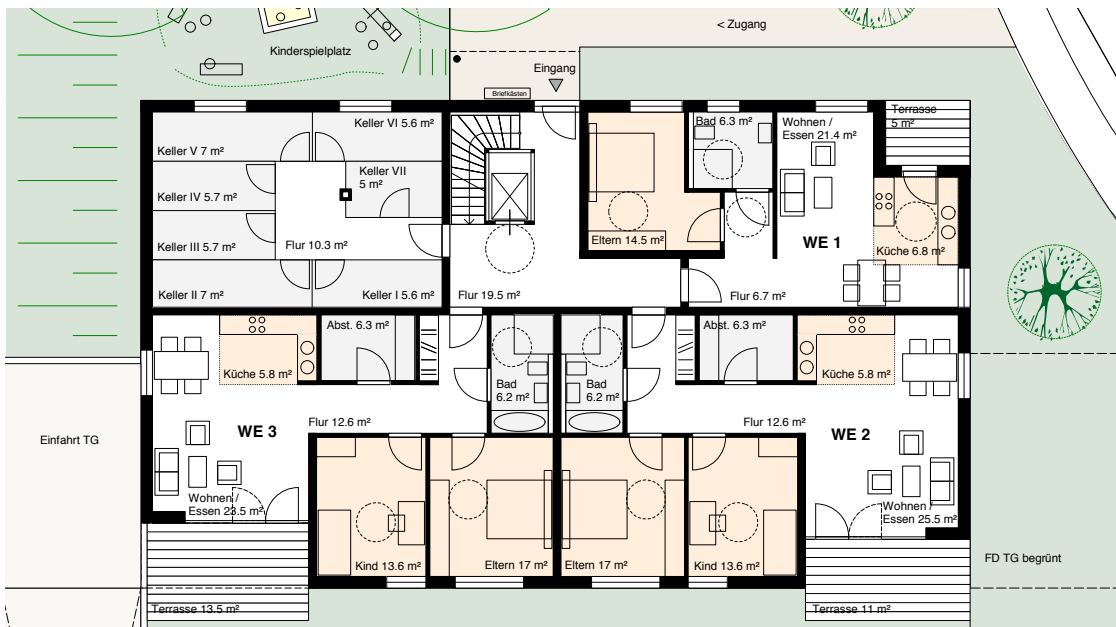 < Zugang
Kinderspielplatz
Eingang
Briefkästen
Keller VI 5.6 m²
Keller V 7 m²
Keller VII
5 m²
Keller IV 5.7 m²
Keller III 5.7 m²
Flur 10.3 m²
Keller II 7 m²
Keller I 5.6 m²
Flur 19.5 m²
Eltern 14.5 m²
Bad 6.3 m²
Wohnen /
Essen 21.4 m²
Terrasse
5 m²
WE 1
Küche 6.8 m²
Flur 6.7 m²
Abst. 6.3 m²
Küche 5.8 m²
Bad
6.2 m²
Flur 12.6 m²
WE 3
Wohnen /
Essen 23.5 m²
Kind 13.6 m²
Eltern 17 m²
Terrasse 13.5 m²
Einfahrt TG
Bad
6.2 m²
Abst. 6.3 m²
Küche 5.8 m²
Flur 12.6 m²
WE 2
Wohnen /
Essen 25.5 m²
Eltern 17 m²
Kind 13.6 m²
Terrasse 11 m²
FD TG begrünt